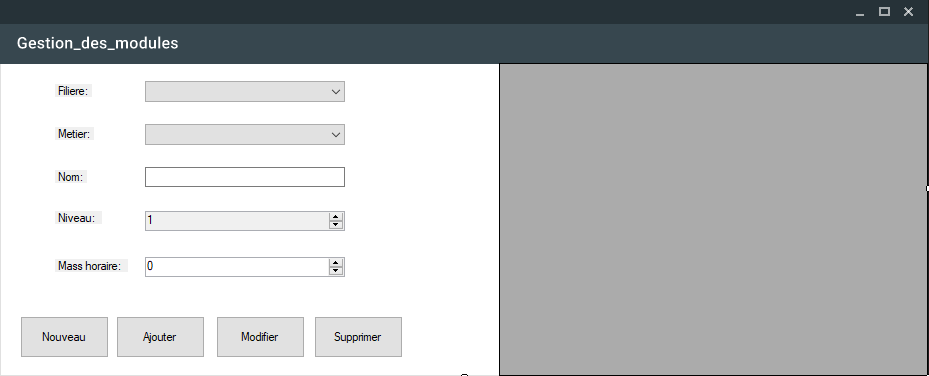 Gestion_des_modules
Filiere:
Metier:
Nom:
Niveau: 1
Mass horaire: 0
Nouveau Ajouter Modifier Supprimer